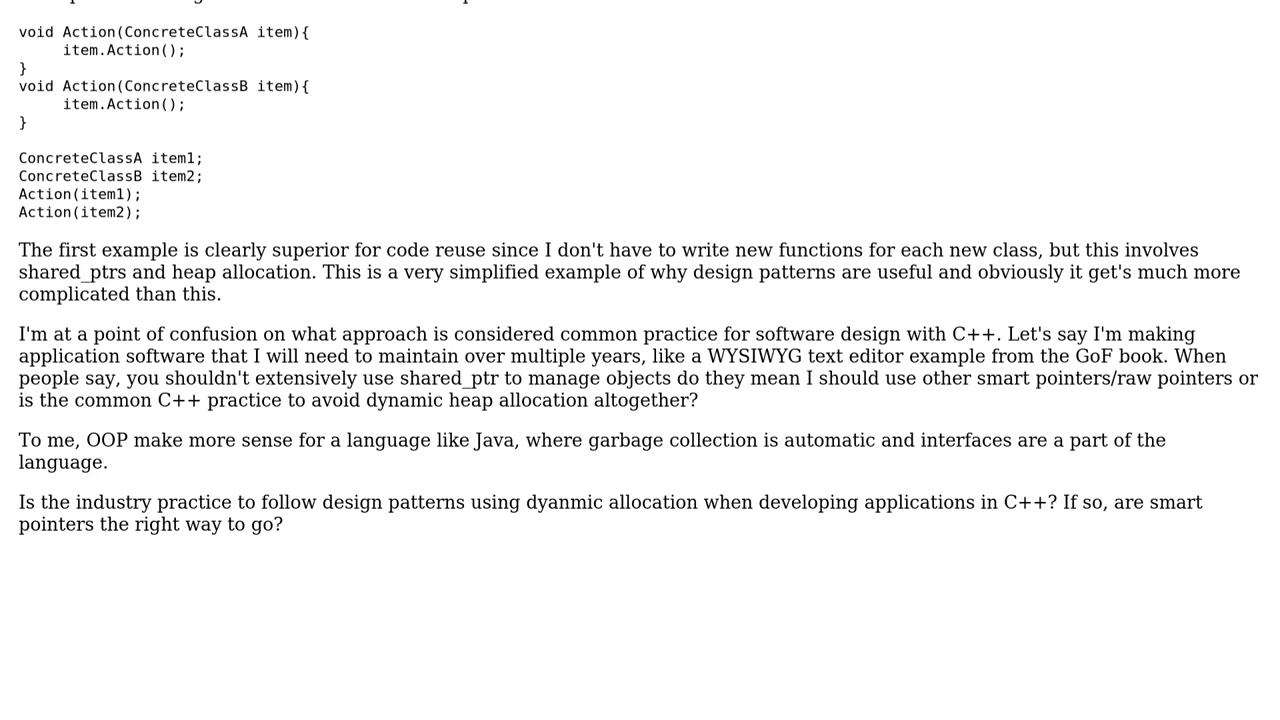 void Action(ConcreteClassA item){
     item.Action();
}
void Action(ConcreteClassB item){
     item.Action();
}

ConcreteClassA item1;
ConcreteClassB item2;
Action(item1);
Action(item2);
The first example is clearly superior for code reuse since I don't have to write new functions for each new class, but this involves
shared_ptrs and heap allocation. This is a very simplified example of why design patterns are useful and obviously it get's much more
complicated than this.
I'm at a point of confusion on what approach is considered common practice for software design with C++. Let's say I'm making
application software that I will need to maintain over multiple years, like a WYSIWYG text editor example from the GoF book. When
people say, you shouldn't extensively use shared_ptr to manage objects do they mean I should use other smart pointers/raw pointers or
is the common C++ practice to avoid dynamic heap allocation altogether?
To me, OOP make more sense for a language like Java, where garbage collection is automatic and interfaces are a part of the
language.
Is the industry practice to follow design patterns using dyanmic allocation when developing applications in C++? If so, are smart
pointers the right way to go?